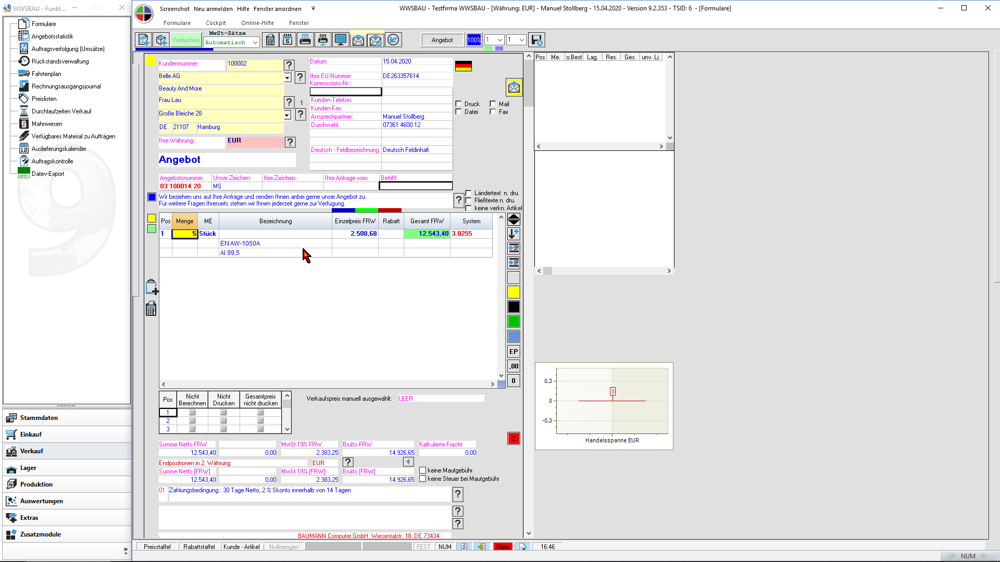 WWSBAU - Funkt...
Formulare
Angebotsstatistik
Auftragsverfolgung (Umsätze)
Rückstandsverwaltung
Fahrtenplan
Rechnungsausgangsjournal
Preislisten
Durchlaufzeiten Verkauf
Mahnwesen
Verfügbares Material zu Aufträgen
Auslieferungskalender
Auftragskontrolle
DATEV Datev-Export
Stammdaten
Einkauf
Verkauf
Lager
Produktion
Auswertungen
Extras
Zusatzmodule
Screenshot Neu anmelden Hilfe Fenster anordnen
WWSBAU - Testfirma WWSBAU - [Währung: EUR] - Manuel Stollberg - 15.04.2020 - Version 9.2.353 - TSID: 6 - [Formulare]
Formulare Cockpit Online-Hilfe Fenster
Verbuchen
MwSt-Sätze
Automatisch
Angebot
100%
1
1
Kundennummer: 100002 ?
Belle AG ?
Beauty And More
Frau Lau ? 1
Große Bleiche 28 ?
DE 21107 Hamburg
Ihre Währung : EUR ?
Angebot
Datum: 15.04.2020
Ihre EU-Nummer: DE263357614
Kommissions-Nr.:
Kunden-Telefon:
Kunden-Fax:
Ansprechpartner: Manuel Stollberg
Durchwahl: 07361 4600 12
Deutsch - Feldbezeichnung Deutsch Feldinhalt
Druck Mail
Datei Fax
Angebotsnummer: Unser Zeichen: Ihre Zeichen: Ihre Anfrage vom: Betrifft:
03 100014 20 MS
Wir beziehen uns auf Ihre Anfrage und senden Ihnen anbei gerne unser Angebot zu.
Für weitere Fragen Ihrerseits stehen wir Ihnen jederzeit gerne zur Verfügung.
?
Ländertext n. dru.
Fließtexte n. dru.
keine verkn. Artikel
Pos Menge ME Bezeichnung Einzelpreis FRW Rabatt Gesamt FRW System
1 5 Stück 2.508,68 12.543,40 3.0255
EN AW-1050A
Al 99,5
EP
,00
0
Z
Pos Nicht Berechnen Nicht Drucken Gesamtpreis nicht drucken
1
2
3
Verkaufspreis manuell ausgewählt: LEER
Summe Netto FRW MwSt 19% FRW Brutto FRW Kalkulierte Fracht
12.543,40 0,00 2.383,25 14.926,65 0,00
Endpositionen in 2. Währung EUR ?
Summe Netto [FRW] MwSt 19% [FRW] Brutto [FRW]
12.543,40 0,00 2.383,25 14.926,65
keine Mautgebühr
keine Steuer bei Mautgebühr
01 Zahlungsbedingung : 30 Tage Netto, 2 % Skonto innerhalb von 14 Tagen ?
?
?
BAUMANN Computer GmbH, Wiesentalstr. 18, DE 73434
Pos Me. o.Best Lag. Res. Ges. unv. Li.
0.3
0
-0.3
0
Handelsspanne EUR
Preisstaffel Rabattstaffel Kunde - Artikel Nullmengen FEST NUM Miete 16:46
UF NUM RF